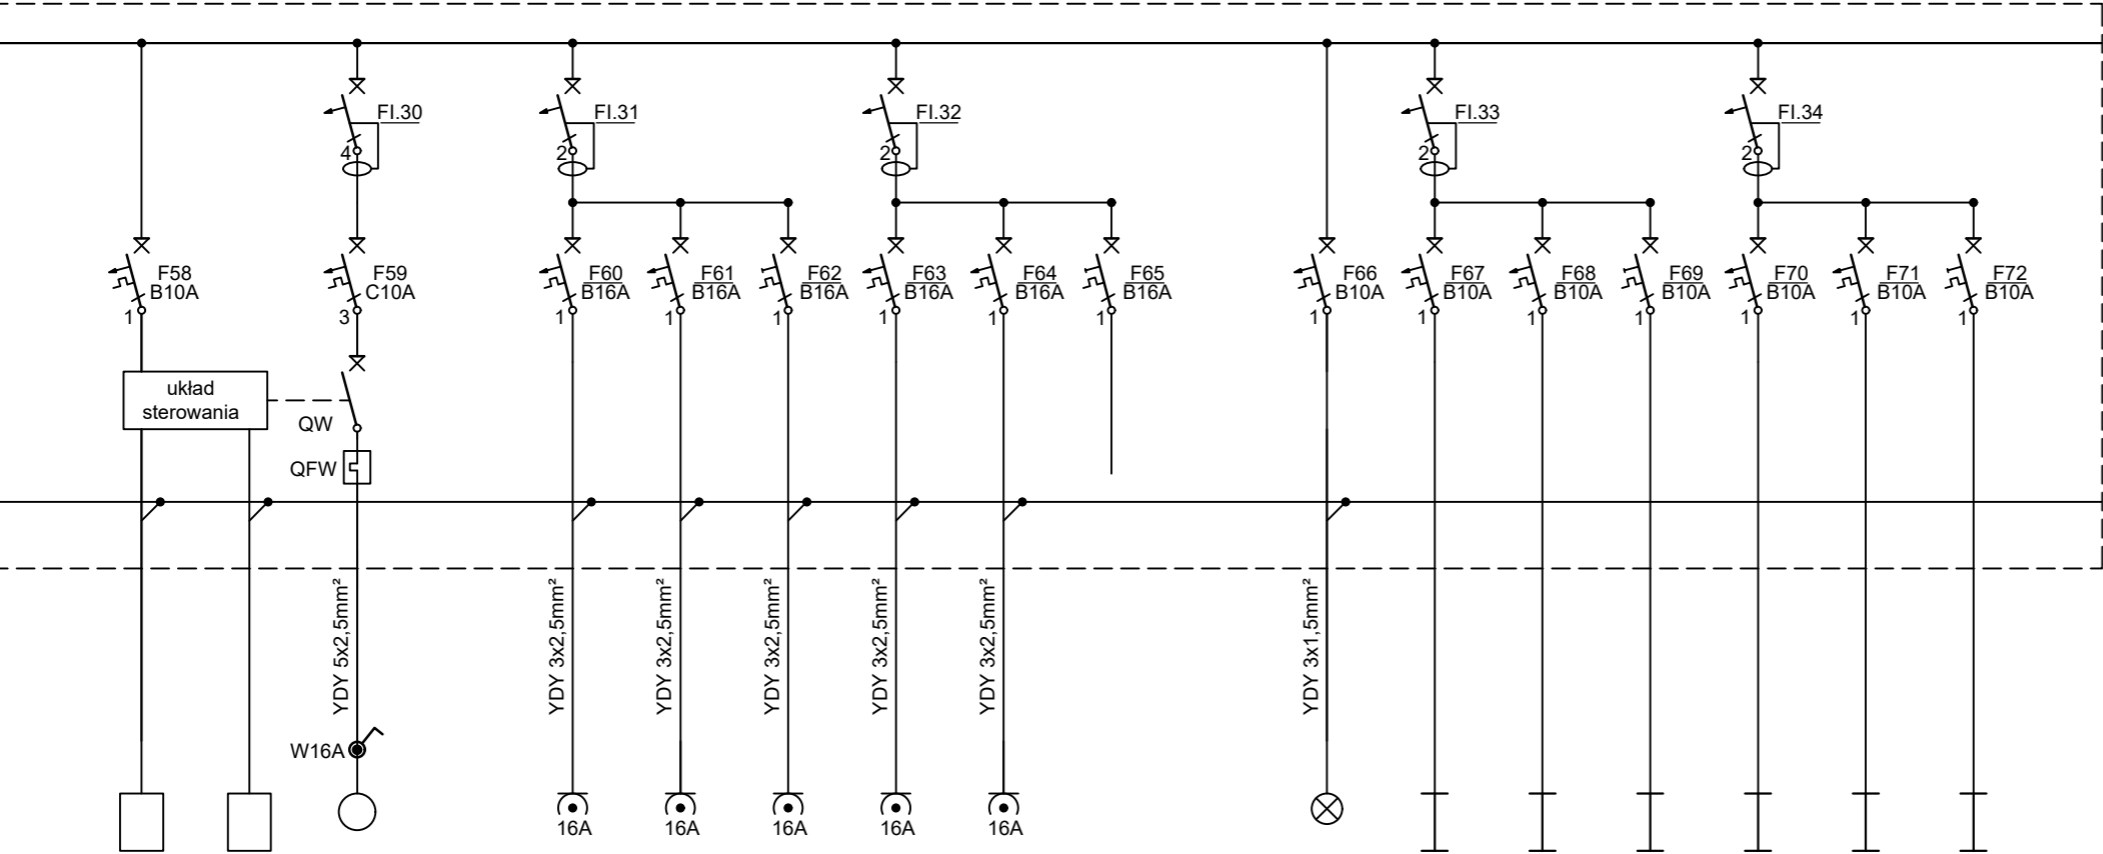 FI.30
FI.31
FI.32
FI.33
FI.34
4
2
2
2
2
F58
B10A
F59
C10A
F60
B16A
F61
B16A
F62
B16A
F63
B16A
F64
B16A
F65
B16A
F66
B10A
F67
B10A
F68
B10A
F69
B10A
F70
B10A
F71
B10A
F72
B10A
1
3
1
1
1
1
1
1
1
1
1
1
1
1
1
układ
sterowania
QW
QFW
YDY 5x2,5mm²
YDY 3x2,5mm²
YDY 3x2,5mm²
YDY 3x2,5mm²
YDY 3x2,5mm²
YDY 3x2,5mm²
YDY 3x1,5mm²
W16A
16A
16A
16A
16A
16A